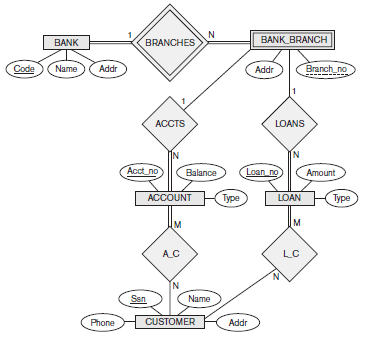 1 N
BANK BRANCHES BANK_BRANCH
Code Name Addr Addr Branch_no
1 1
ACCTS LOANS
N N
Acct_no Balance Loan_no Amount
ACCOUNT Type LOAN Type
M M
A_C L_C
N N
Ssn Name
Phone CUSTOMER Addr